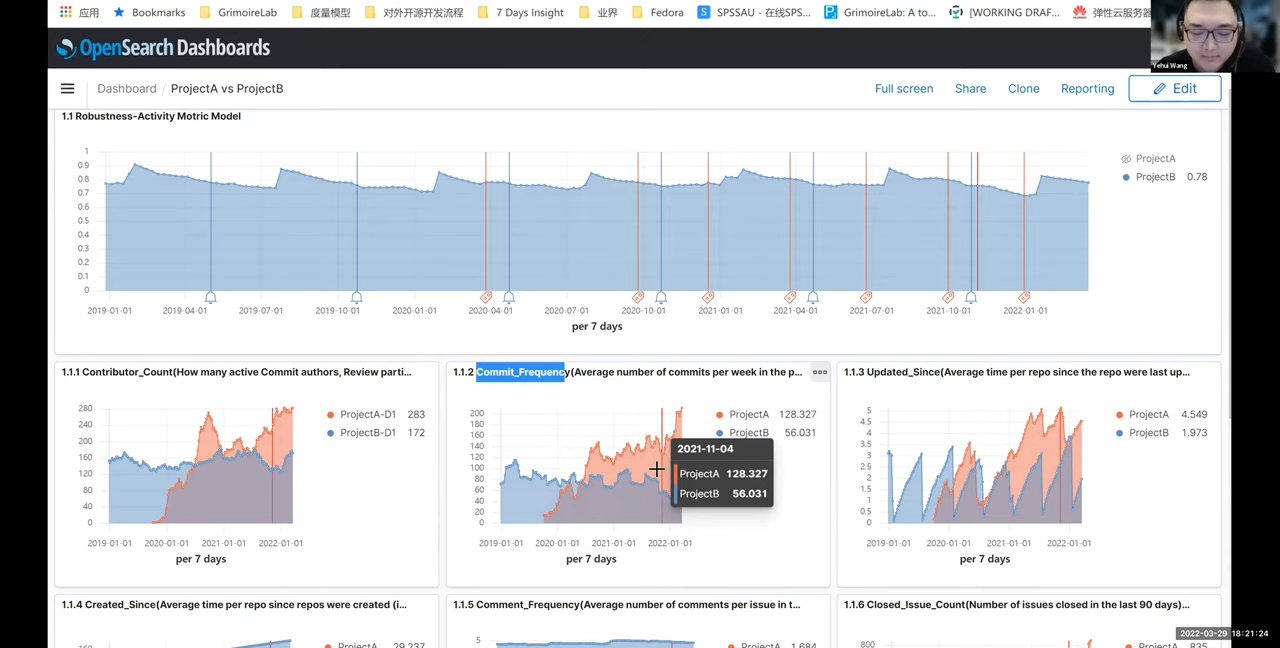 应用 Bookmarks GrimoireLab 度量模型 对外开源开发流程 7 Days Insight 业界 Fedora SPSSAU - 在线SPS... GrimoireLab: A to... [WORKING DRAF... 弹性云服务器
Yehui Wang
OpenSearch Dashboards
Dashboard / ProjectA vs ProjectB Full screen Share Clone Reporting Edit
1.1 Robustness-Activity Motric Model
1
0.9
0.8
0.7
0.6
0.5
0.4
0.3
0.2
0.1
0
2019-01-01 2019-04-01 2019-07-01 2019-10-01 2020-01-01 2020-04-01 2020-07-01 2020-10-01 2021-01-01 2021-04-01 2021-07-01 2021-10-01 2022-01-01
per 7 days
ProjectA
ProjectB 0.78
1.1.1 Contributor_Count(How many active Commit authors, Review parti...
280
240
200
160
120
80
40
0
2019-01-01 2020-01-01 2021-01-01 2022-01-01
per 7 days
ProjectA-D1 283
ProjectB-D1 172
1.1.2 Commit_Frequency(Average number of commits per week in the p...
200
180
160
140
120
100
80
60
40
20
0
2019-01-01 2020-01-01 2021-01-01 2022-01-01
per 7 days
ProjectA 128.327
ProjectB 56.031
2021-11-04
ProjectA 128.327
ProjectB 56.031
1.1.3 Updated_Since(Average time per repo since the repo were last up...
5
4.5
4
3.5
3
2.5
2
1.5
1
0.5
0
2019-01-01 2020-01-01 2021-01-01 2022-01-01
per 7 days
ProjectA 4.549
ProjectB 1.973
1.1.4 Created_Since(Average time per repo since repos were created (i...
160
ProjectA 29.237
1.1.5 Comment_Frequency(Average number of comments per issue in t...
5
ProjectA 1.684
1.1.6 Closed_Issue_Count(Number of issues closed in the last 90 days)...
800
ProjectA 835
2022-03-29 18:21:24